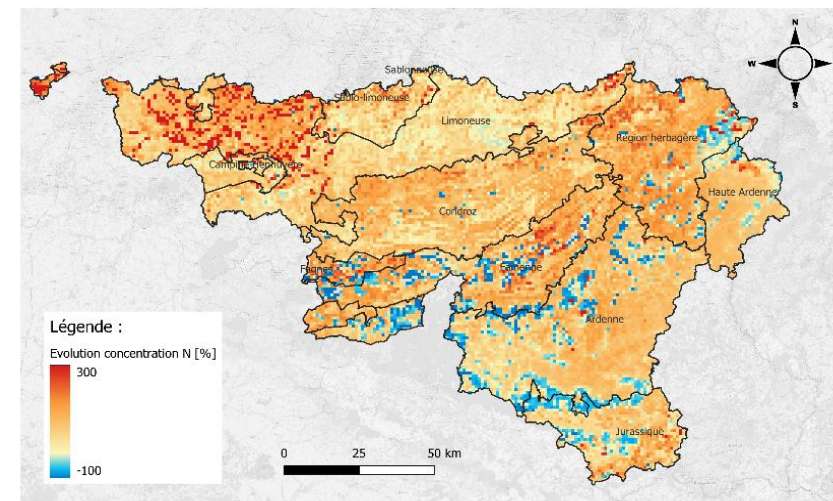 N
W
E
S
Sablonneuse
Sablo-limoneuse
Limoneuse
Région herbagère
Campine Hennuyère
Haute Ardenne
Condroz
Fagnes
Famenne
Ardenne
Jurassique
Légende :
Evolution concentration N [%]
300
-100
0 25 50 km